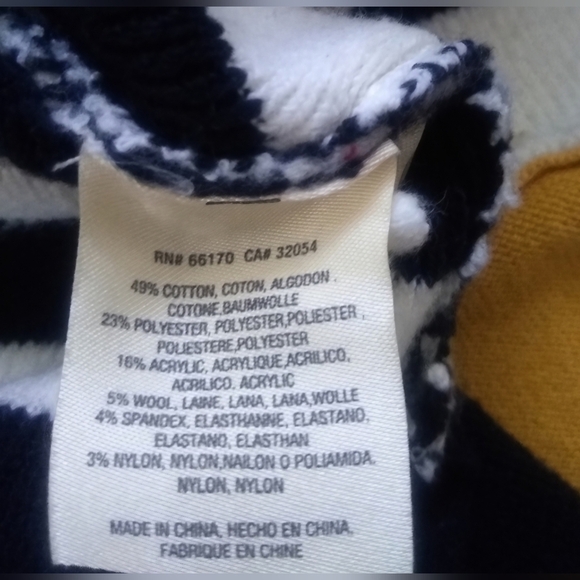 RN# 66170 CA# 32054
49% COTTON, COTON, ALGODON.
COTONE,BAUMWOLLE
23% POLYESTER, POLYESTER,POLIESTER.
POLIESTERE,POLYESTER
16% ACRYLIC, ACRYLIQUE,ACRILICO,
ACRILICO, ACRYLIC
5% WOOL, LAINE, LANA, LANA,WOLLE
4% SPANDEX, ELASTHANNE, ELASTANO,
ELASTANO, ELASTHAN
3% NYLON, NYLON,NAILON O POLIAMIDA,
NYLON, NYLON
MADE IN CHINA, HECHO EN CHINA,
FABRIQUE EN CHINE